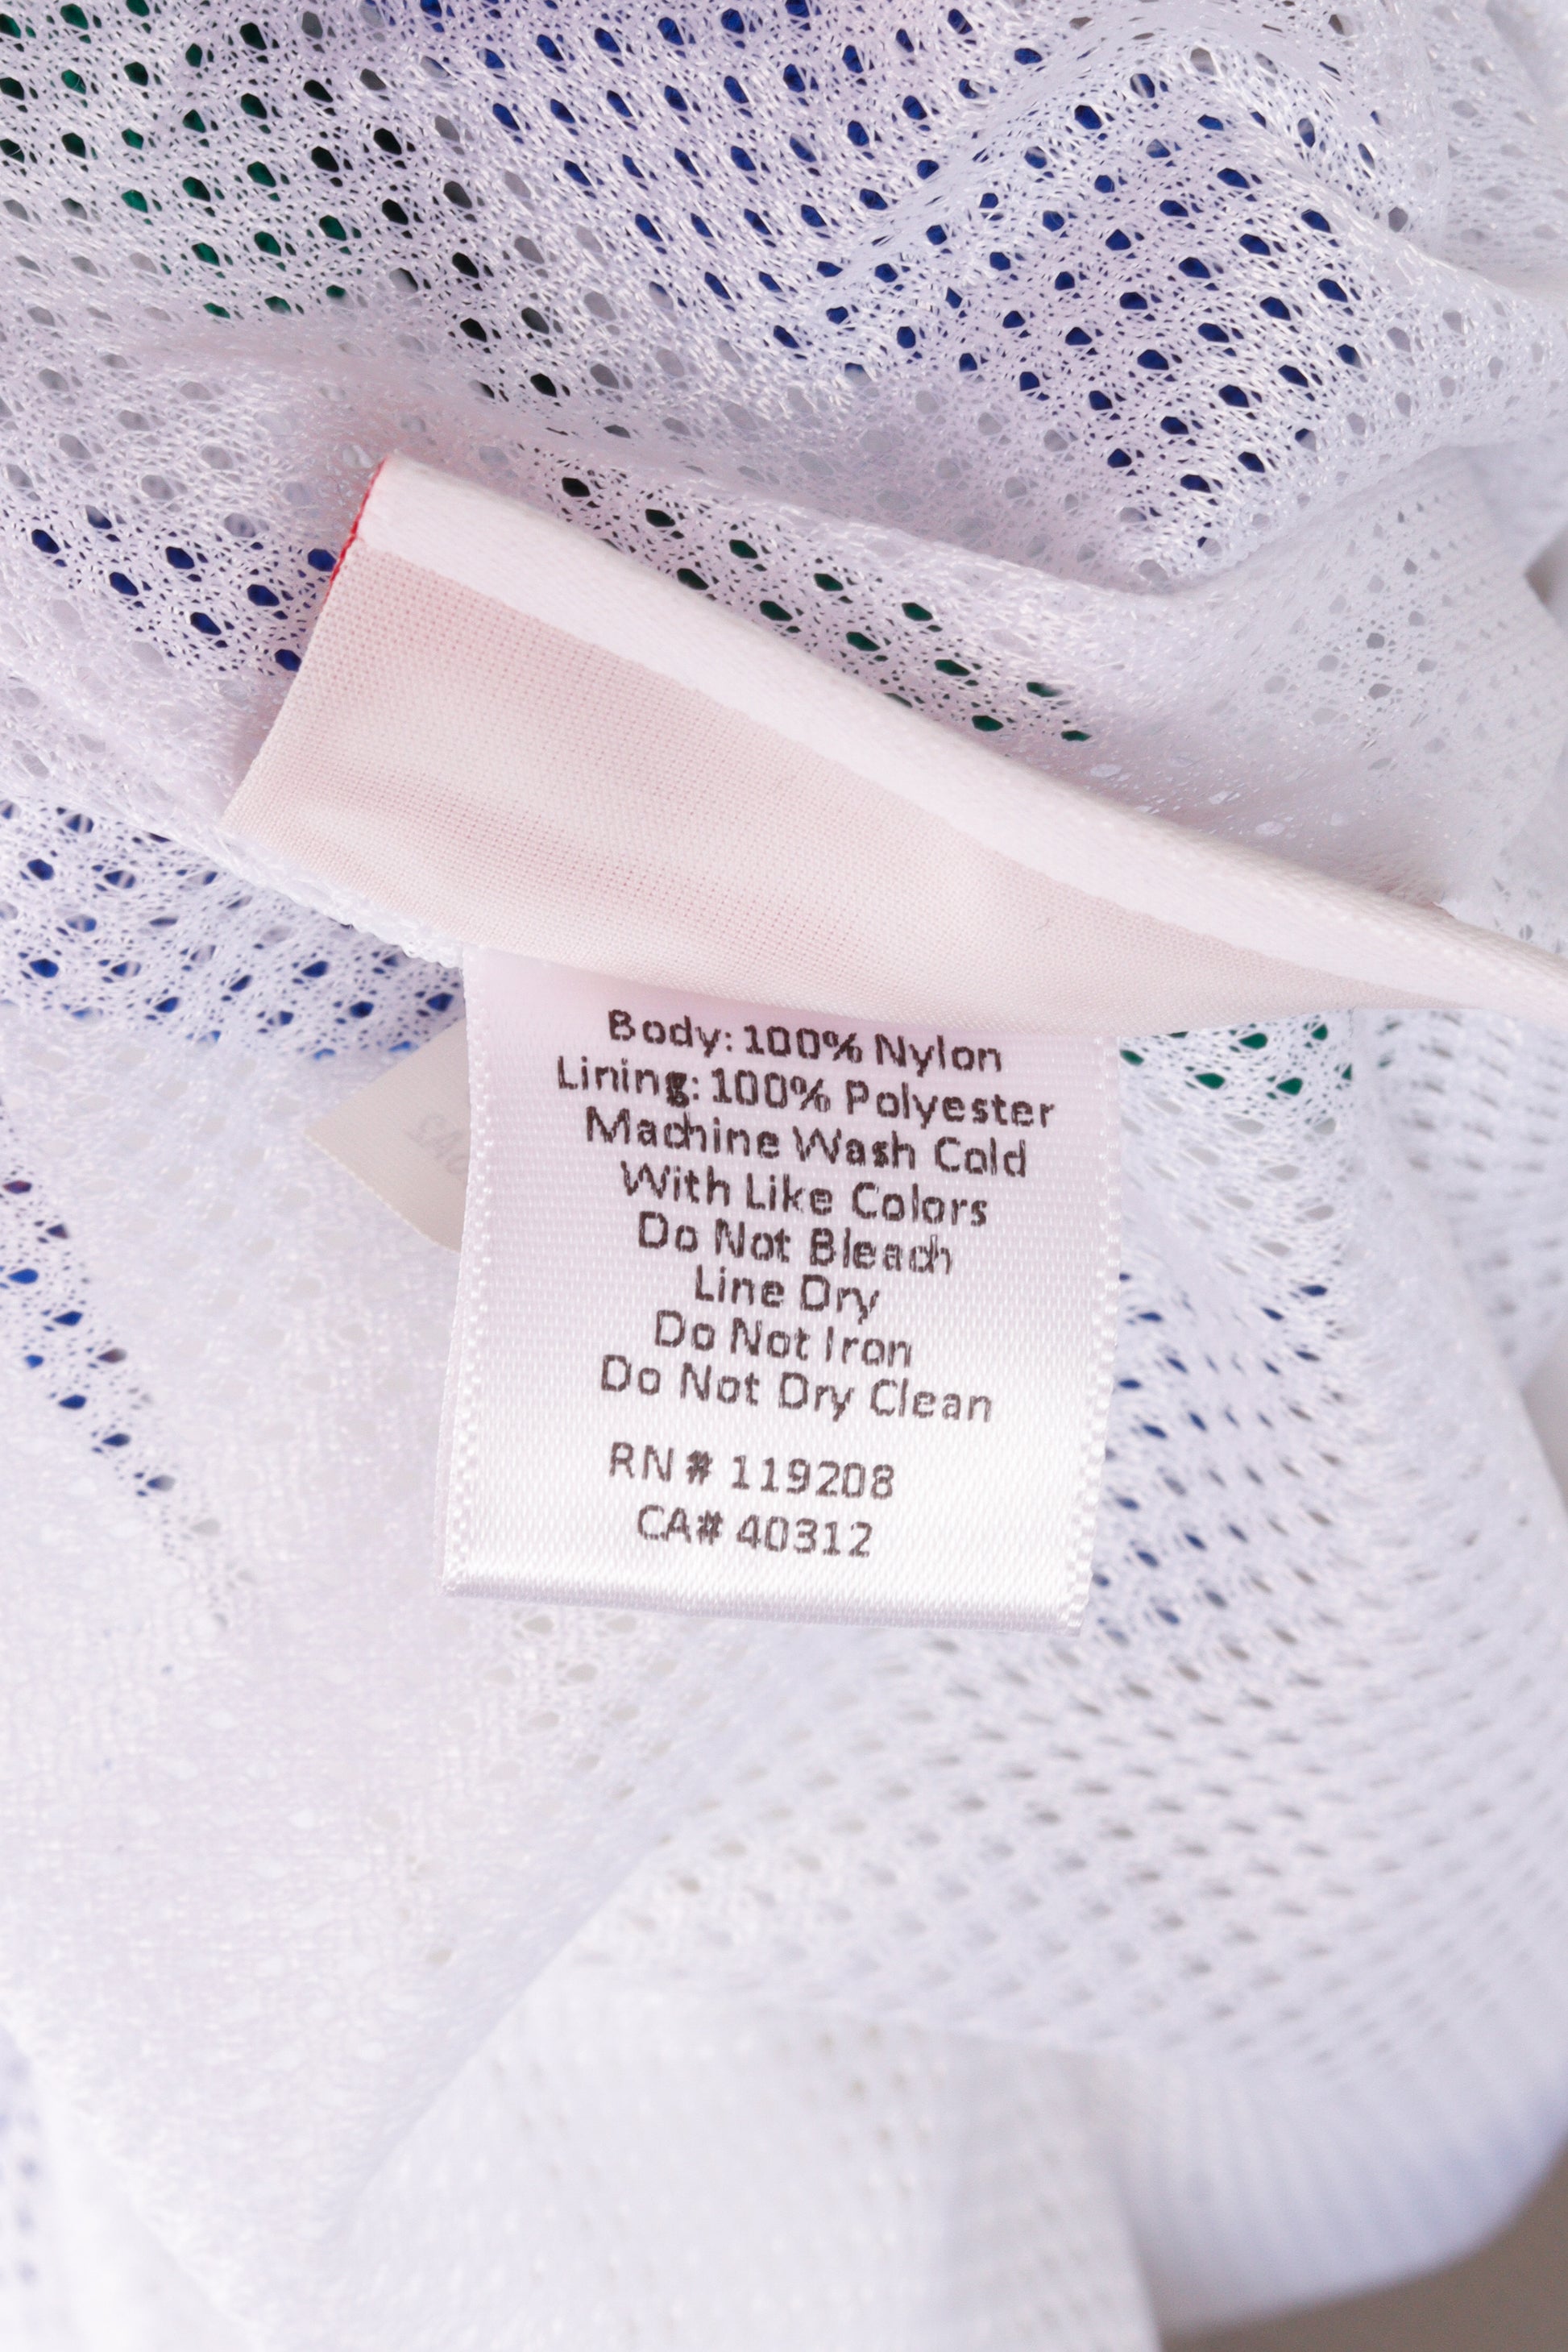 Body: 100% Nylon
Lining: 100% Polyester
Machine Wash Cold
With Like Colors
Do Not Bleach
Line Dry
Do Not Iron
Do Not Dry Clean
RN# 119208
CA# 40312